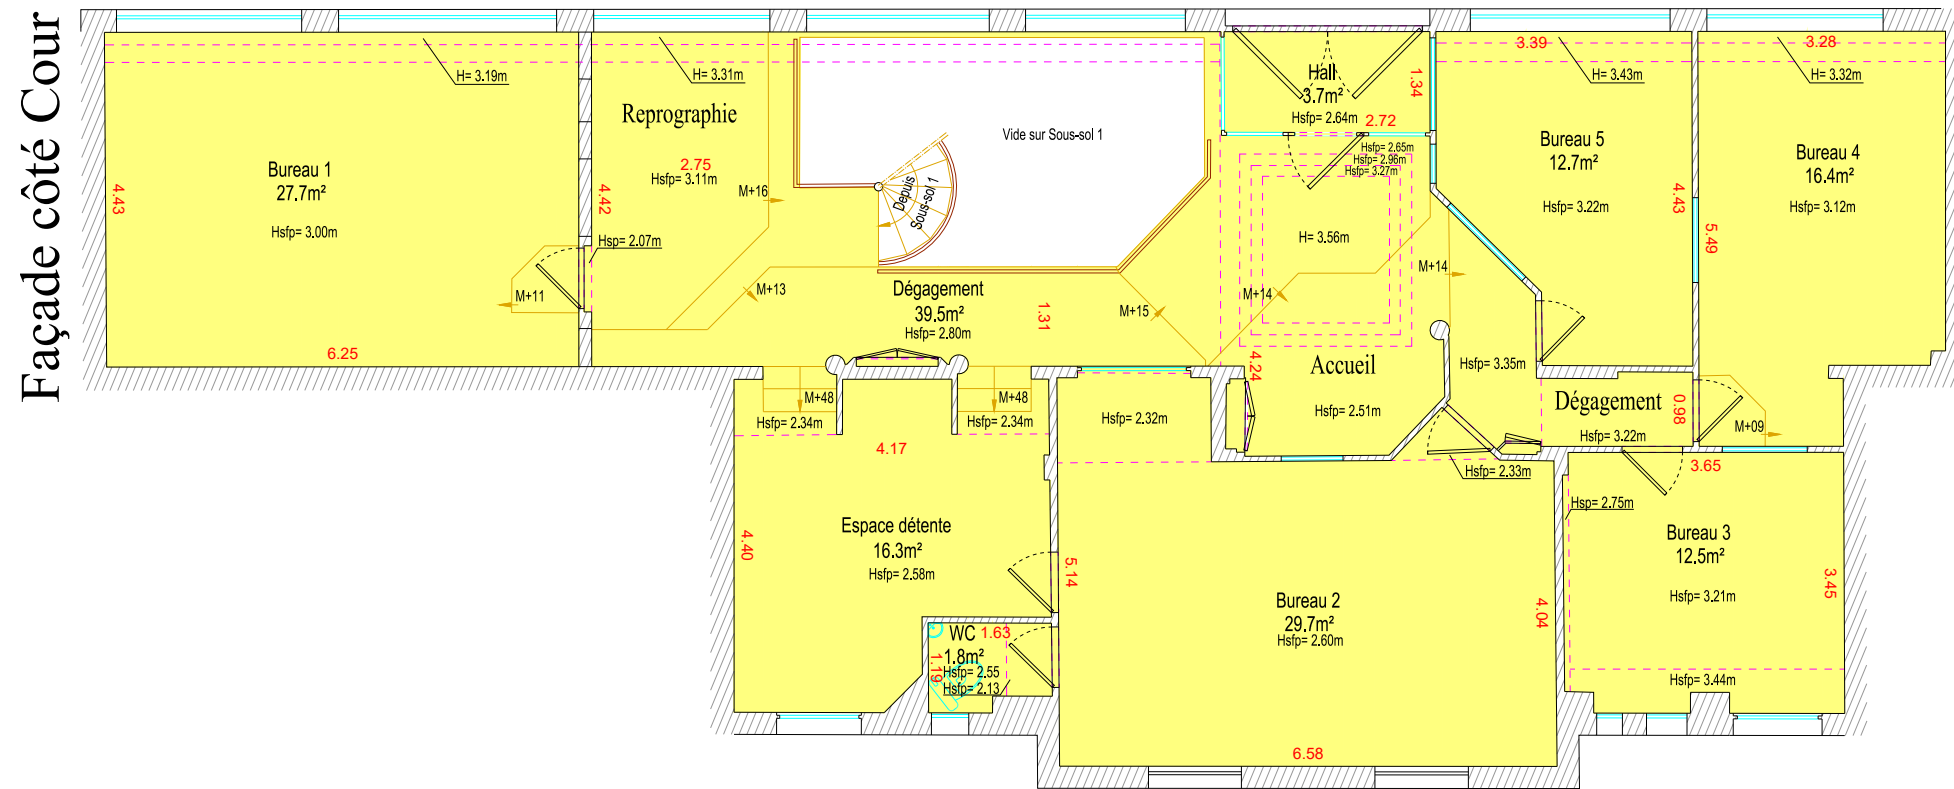 Façade côté Cour
H= 3.19m
Bureau 1
27.7m²
Hsfp= 3.00m
4.43
6.25
M+11
H= 3.31m
Reprographie
2.75
Hsfp= 3.11m
4.42
M+16
Hsp= 2.07m
M+13
Vide sur Sous-sol 1
Depuis
Sous-sol 1
Dégagement
39.5m²
Hsfp= 2.80m
1.31
M+15
Hall
3.7m²
Hsfp= 2.64m
1.34
2.72
Hsfp= 2.65m
Hsfp= 2.96m
Hsfp= 3.27m
H= 3.56m
M+14
M+14
Accueil
4.24
Hsfp= 2.51m
Hsfp= 3.35m
3.39
H= 3.43m
Bureau 5
12.7m²
Hsfp= 3.22m
4.43
3.28
H= 3.32m
Bureau 4
16.4m²
Hsfp= 3.12m
5.49
Dégagement
0.98
Hsfp= 3.22m
M+09
M+48
Hsfp= 2.34m
M+48
Hsfp= 2.34m
4.17
Hsfp= 2.32m
Hsfp= 2.33m
Espace détente
16.3m²
Hsfp= 2.58m
4.40
5.14
WC
1.63
1.8m²
Hsfp= 2.55
Hsfp= 2.13
1.19
Bureau 2
29.7m²
Hsfp= 2.60m
4.04
6.58
3.65
Hsp= 2.75m
Bureau 3
12.5m²
Hsfp= 3.21m
3.45
Hsfp= 3.44m